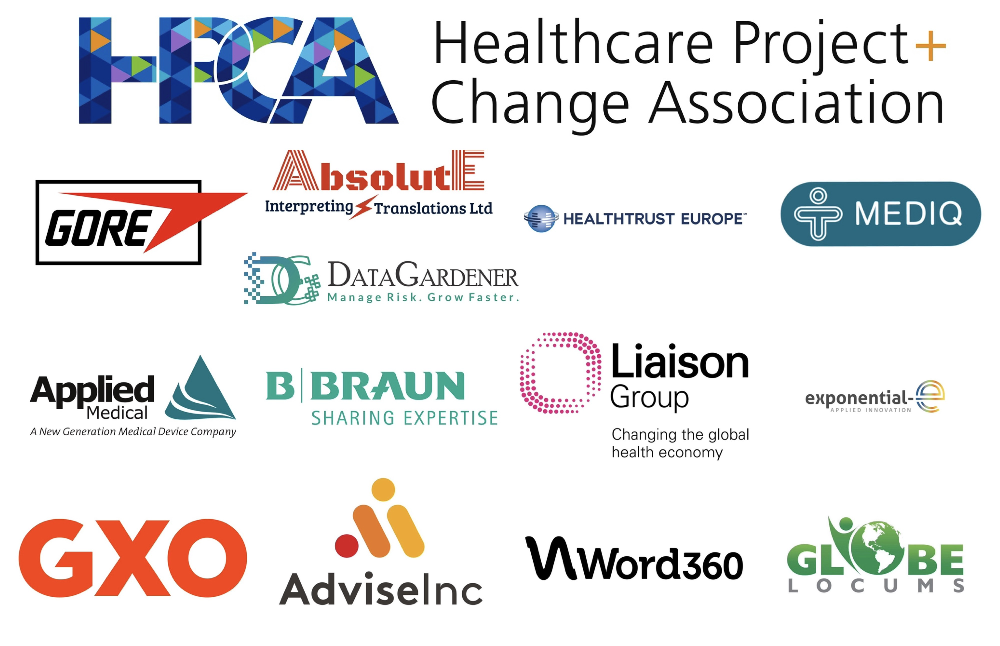 HPCA
Healthcare Project+
Change Association
AbsolutE
Interpreting Translations Ltd
GORE
HEALTHTRUST EUROPE℠
MEDIQ
DG
DATAGARDENER
Manage Risk. Grow Faster.
Applied
Medical
A New Generation Medical Device Company
B|BRAUN
SHARING EXPERTISE
Liaison
Group
Changing the global
health economy
exponential-e
APPLIED INNOVATION
GXO
AdviseInc
Word360
GLOBE
LOCUMS